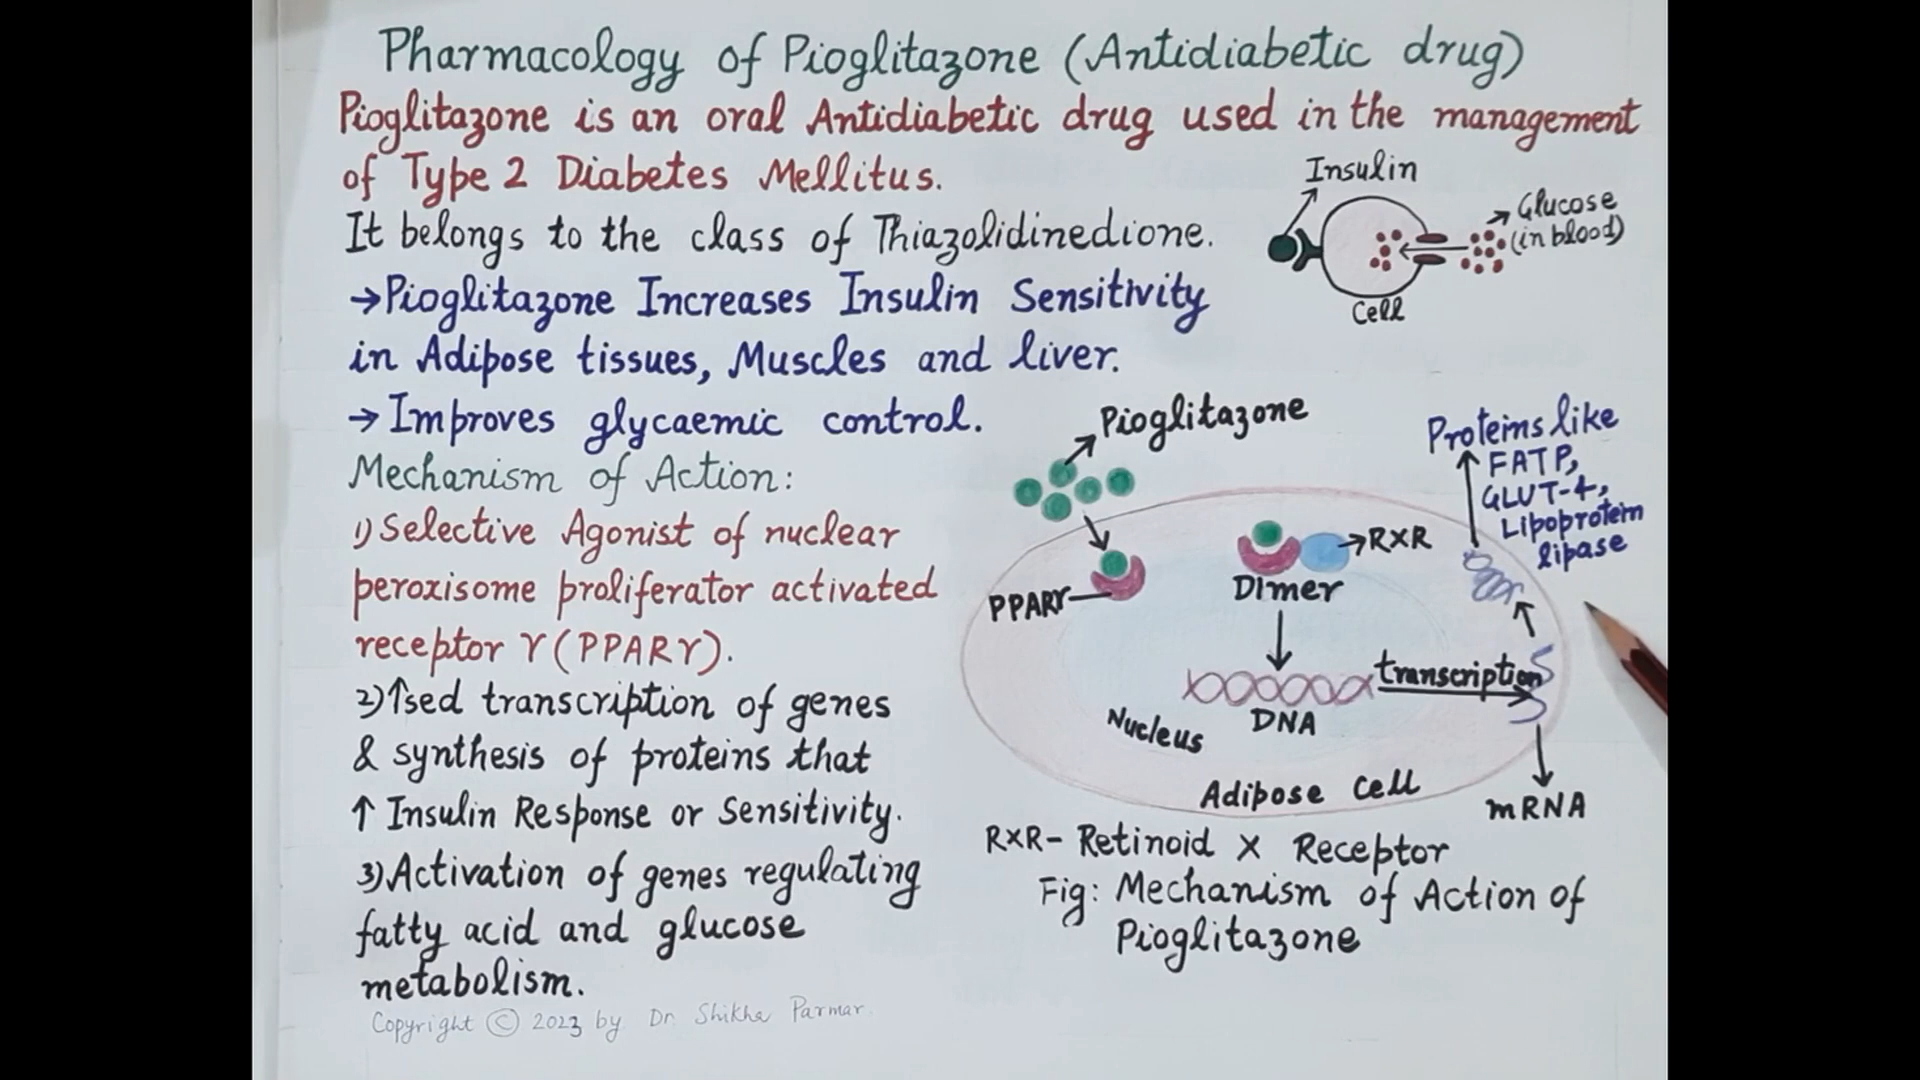 Pharmacology of Pioglitazone (Antidiabetic drug)
Pioglitazone is an oral Antidiabetic drug used in the management
of Type 2 Diabetes Mellitus.
It belongs to the class of Thiazolidinedione.
→Pioglitazone Increases Insulin Sensitivity
in Adipose tissues, Muscles and liver.
→ Improves glycaemic control.
Mechanism of Action:
1) Selective Agonist of nuclear
peroxisome proliferator activated
receptor γ (PPARγ).
2) ↑sed transcription of genes
& synthesis of proteins that
↑ Insulin Response or Sensitivity.
3) Activation of genes regulating
fatty acid and glucose
metabolism.
Copyright © 2023 by Dr. Shikha Parmar
Insulin
Glucose
(in blood)
Cell
Pioglitazone
Proteins like
FATP,
GLUT-4,
Lipoprotein
lipase
RXR
PPARγ
Dimer
transcription
DNA
Nucleus
Adipose Cell
mRNA
RXR- Retinoid X Receptor
Fig: Mechanism of Action of
Pioglitazone